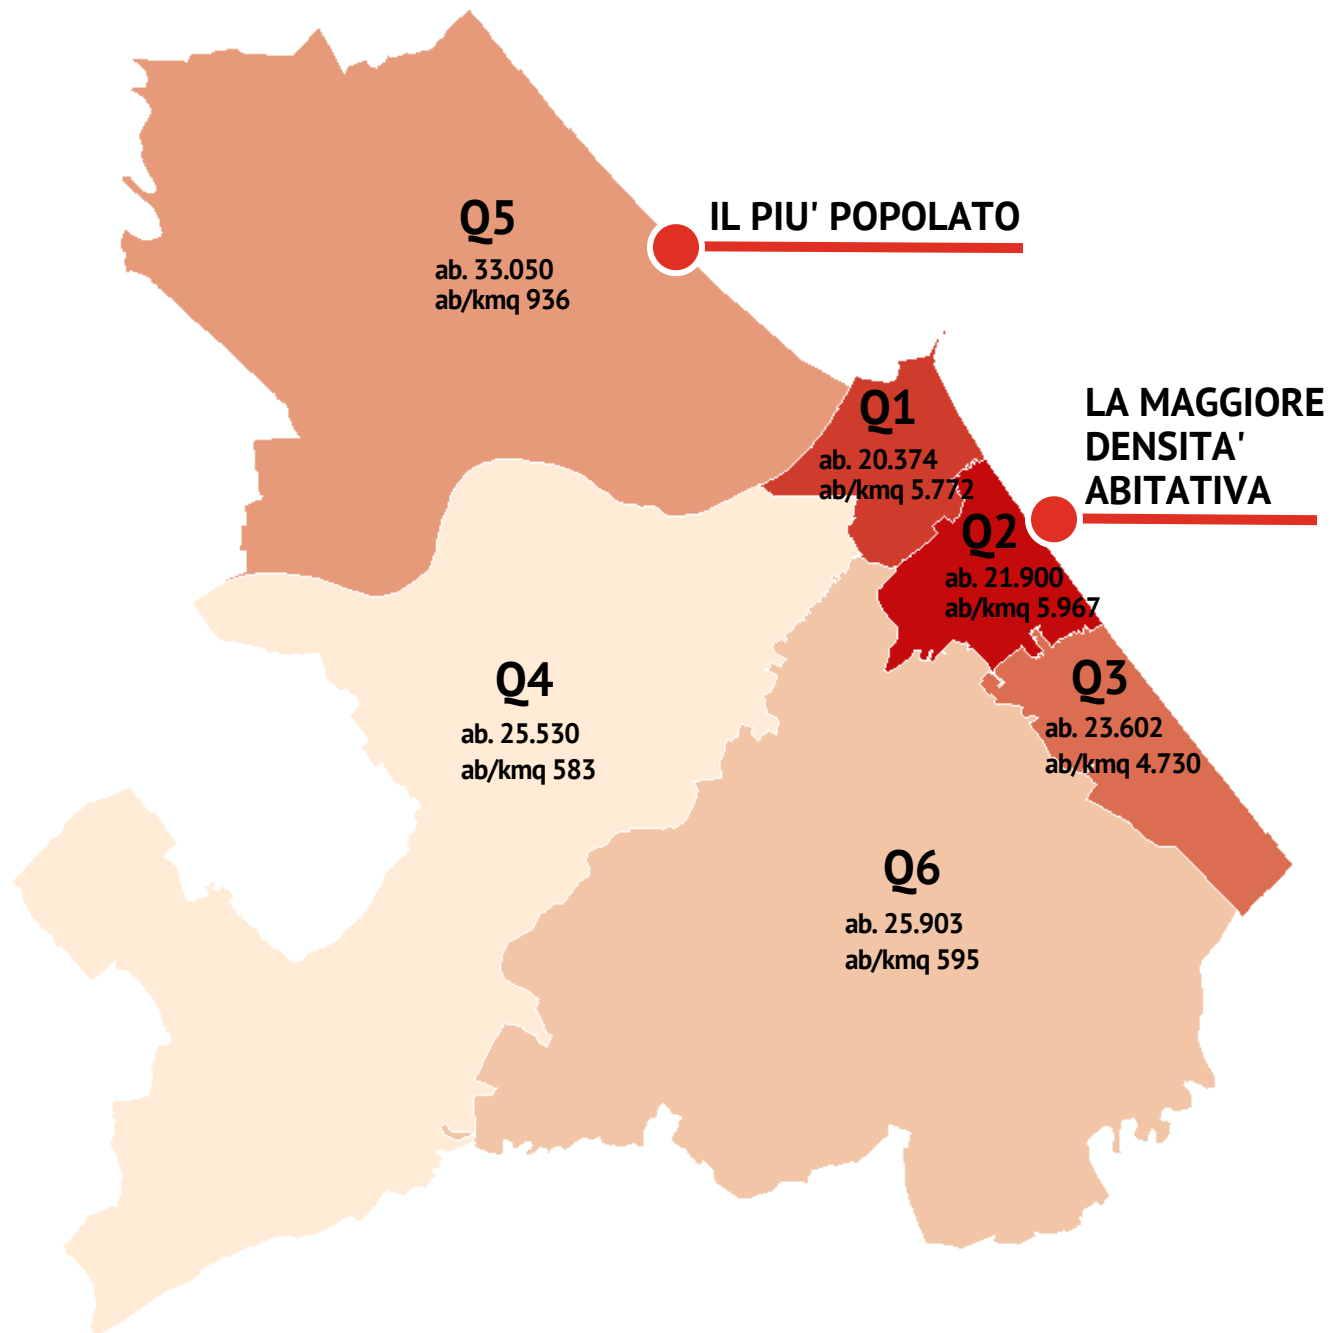 Q5
ab. 33.050
ab/kmq 936
IL PIU' POPOLATO
Q1
ab. 20.374
ab/kmq 5.772
LA MAGGIORE
DENSITA'
ABITATIVA
Q2
ab. 21.900
ab/kmq 5.967
Q4
ab. 25.530
ab/kmq 583
Q3
ab. 23.602
ab/kmq 4.730
Q6
ab. 25.903
ab/kmq 595